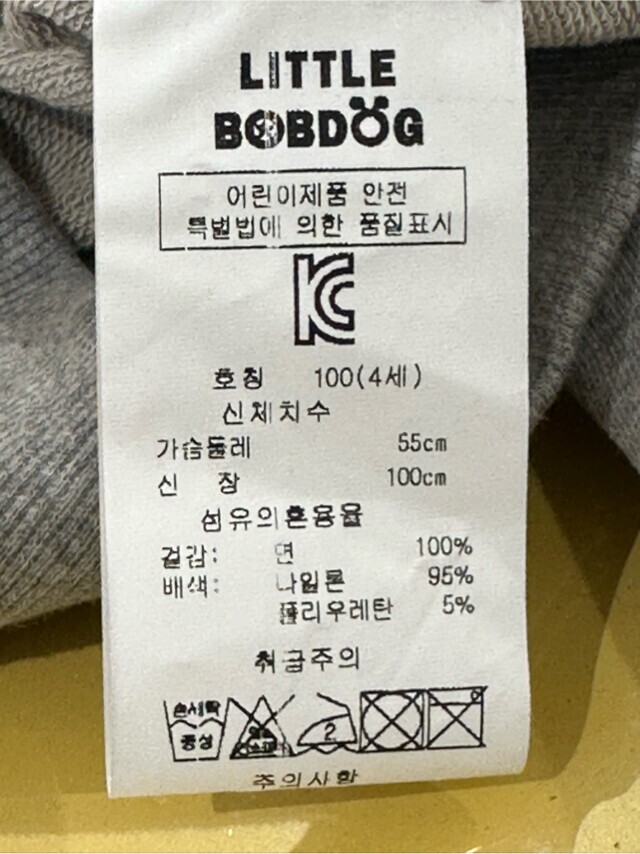 LITTLE
BOBDOG
어린이제품 안전
특별법에 의한 품질표시
KC
호칭 100(4세)
신체치수
가슴둘레 55cm
신 장 100cm
섬유의혼용율
겉감: 면 100%
배색: 나일론 95%
폴리우레탄 5%
취급주의
손세탁
중성
2
주의사항